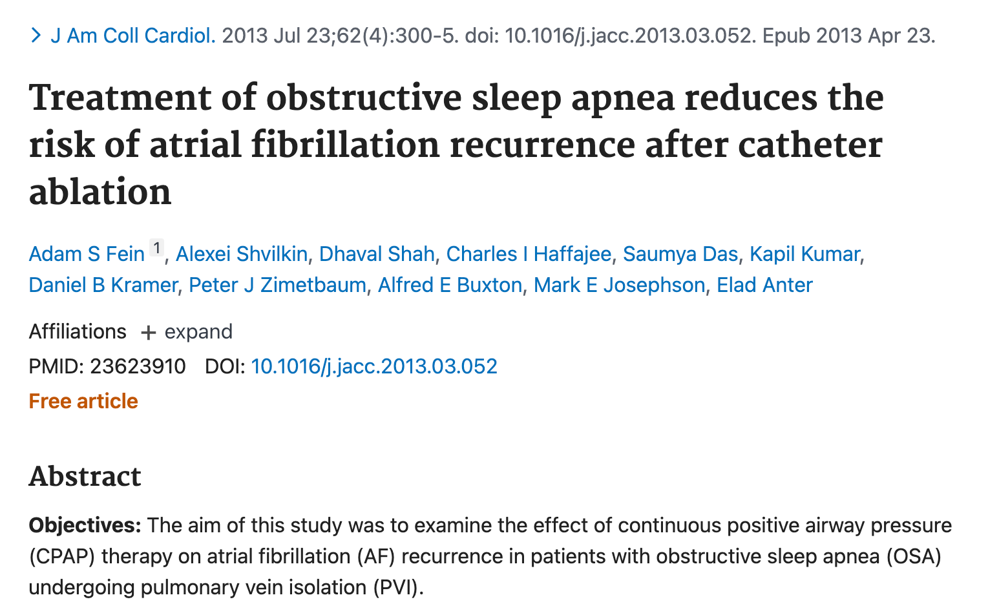 > J Am Coll Cardiol. 2013 Jul 23;62(4):300-5. doi: 10.1016/j.jacc.2013.03.052. Epub 2013 Apr 23.
Treatment of obstructive sleep apnea reduces the
risk of atrial fibrillation recurrence after catheter
ablation
Adam S Fein 1, Alexei Shvilkin, Dhaval Shah, Charles I Haffajee, Saumya Das, Kapil Kumar,
Daniel B Kramer, Peter J Zimetbaum, Alfred E Buxton, Mark E Josephson, Elad Anter
Affiliations + expand
PMID: 23623910 DOI: 10.1016/j.jacc.2013.03.052
Free article
Abstract
Objectives: The aim of this study was to examine the effect of continuous positive airway pressure
(CPAP) therapy on atrial fibrillation (AF) recurrence in patients with obstructive sleep apnea (OSA)
undergoing pulmonary vein isolation (PVI).